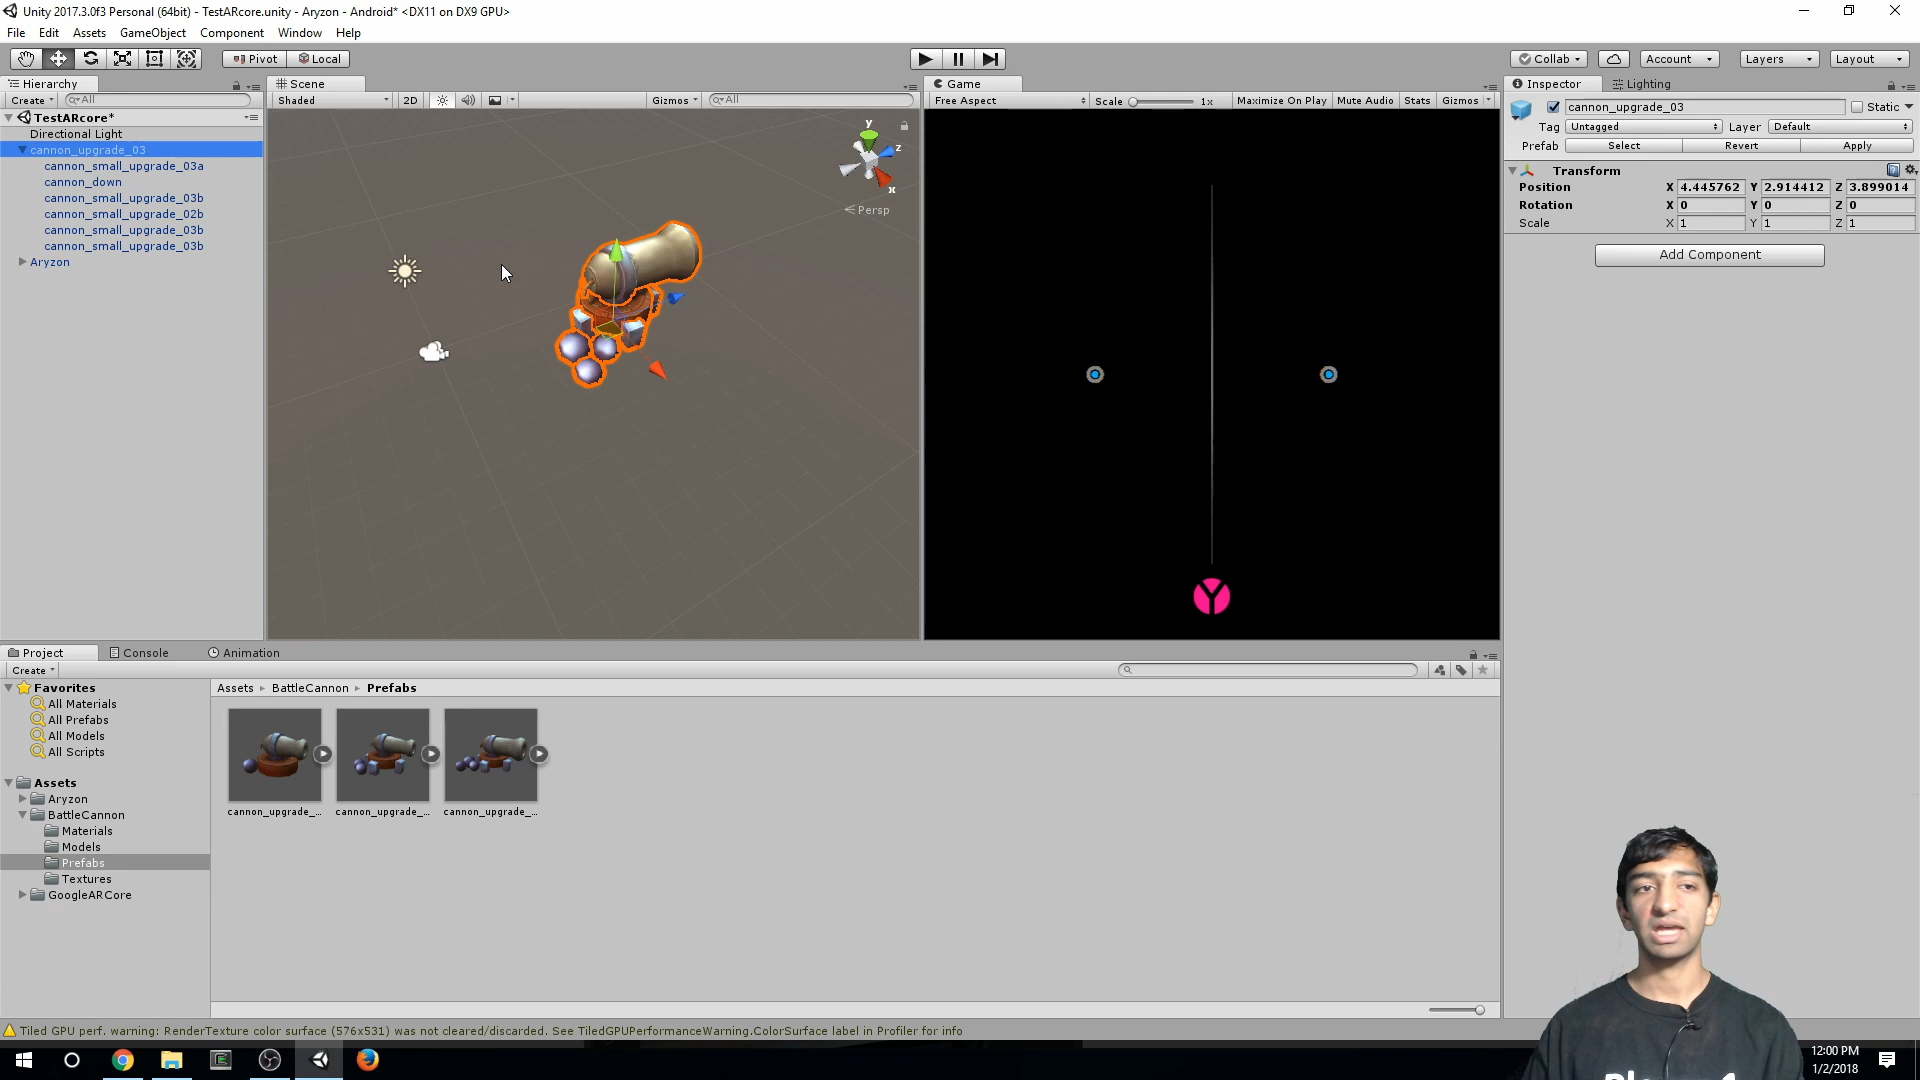 Unity 2017.3.0f3 Personal (64bit) - TestARcore.unity - Aryzon - Android* <DX11 on DX9 GPU>
File Edit Assets GameObject Component Window Help
Pivot Local Collab Account Layers Layout
Hierarchy Scene Game Inspector Lighting
Create All Shaded 2D Gizmos All Free Aspect Scale 1x Maximize On Play Mute Audio Stats Gizmos
cannon_upgrade_03 Static
Tag Untagged Layer Default
Prefab Select Revert Apply
Transform
Position X 4.445762 Y 2.914412 Z 3.899014
Rotation X 0 Y 0 Z 0
Scale X 1 Y 1 Z 1
Add Component
TestARcore*
Directional Light
cannon_upgrade_03
cannon_small_upgrade_03a
cannon_down
cannon_small_upgrade_03b
cannon_small_upgrade_02b
cannon_small_upgrade_03b
cannon_small_upgrade_03b
Aryzon
y
z
x
Persp
Project Console Animation
Create
Favorites
All Materials
All Prefabs
All Models
All Scripts
Assets
Aryzon
BattleCannon
Materials
Models
Prefabs
Textures
GoogleARCore
Assets BattleCannon Prefabs
cannon_upgrade_... cannon_upgrade_... cannon_upgrade_...
Tiled GPU perf. warning: RenderTexture color surface (576x531) was not cleared/discarded. See TiledGPUPerformanceWarning.ColorSurface label in Profiler for info
12:00 PM
1/2/2018